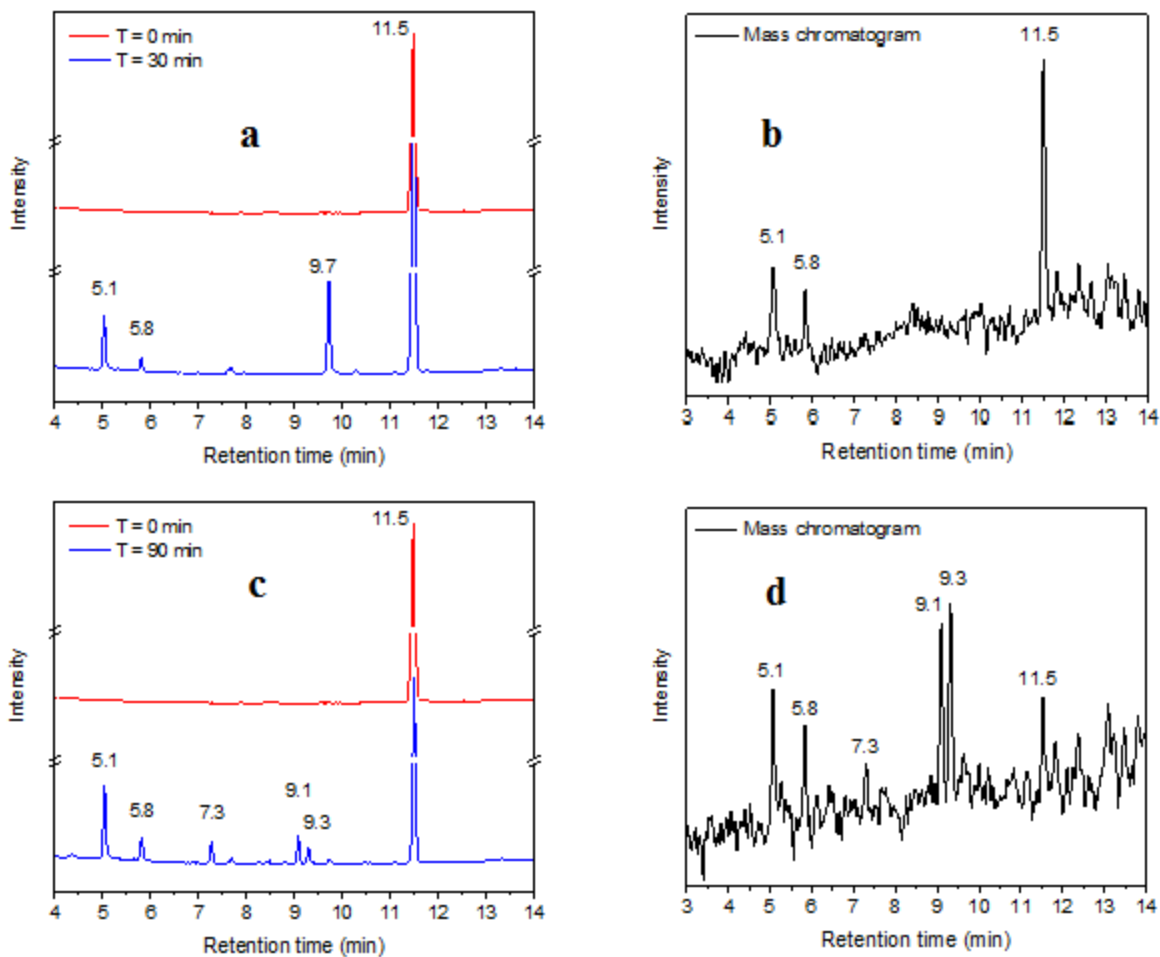 T = 0 min
T = 30 min
11.5
a
5.1
5.8
9.7
Intensity
4 5 6 7 8 9 10 11 12 13 14
Retention time (min)
Mass chromatogram
11.5
b
5.1
5.8
Intensity
3 4 5 6 7 8 9 10 11 12 13 14
Retention time (min)
T = 0 min
T = 90 min
11.5
c
5.1
5.8
7.3
9.1
9.3
Intensity
4 5 6 7 8 9 10 11 12 13 14
Retention time (min)
Mass chromatogram
d
9.3
9.1
5.1
5.8
7.3
11.5
Intensity
3 4 5 6 7 8 9 10 11 12 13 14
Retention time (min)